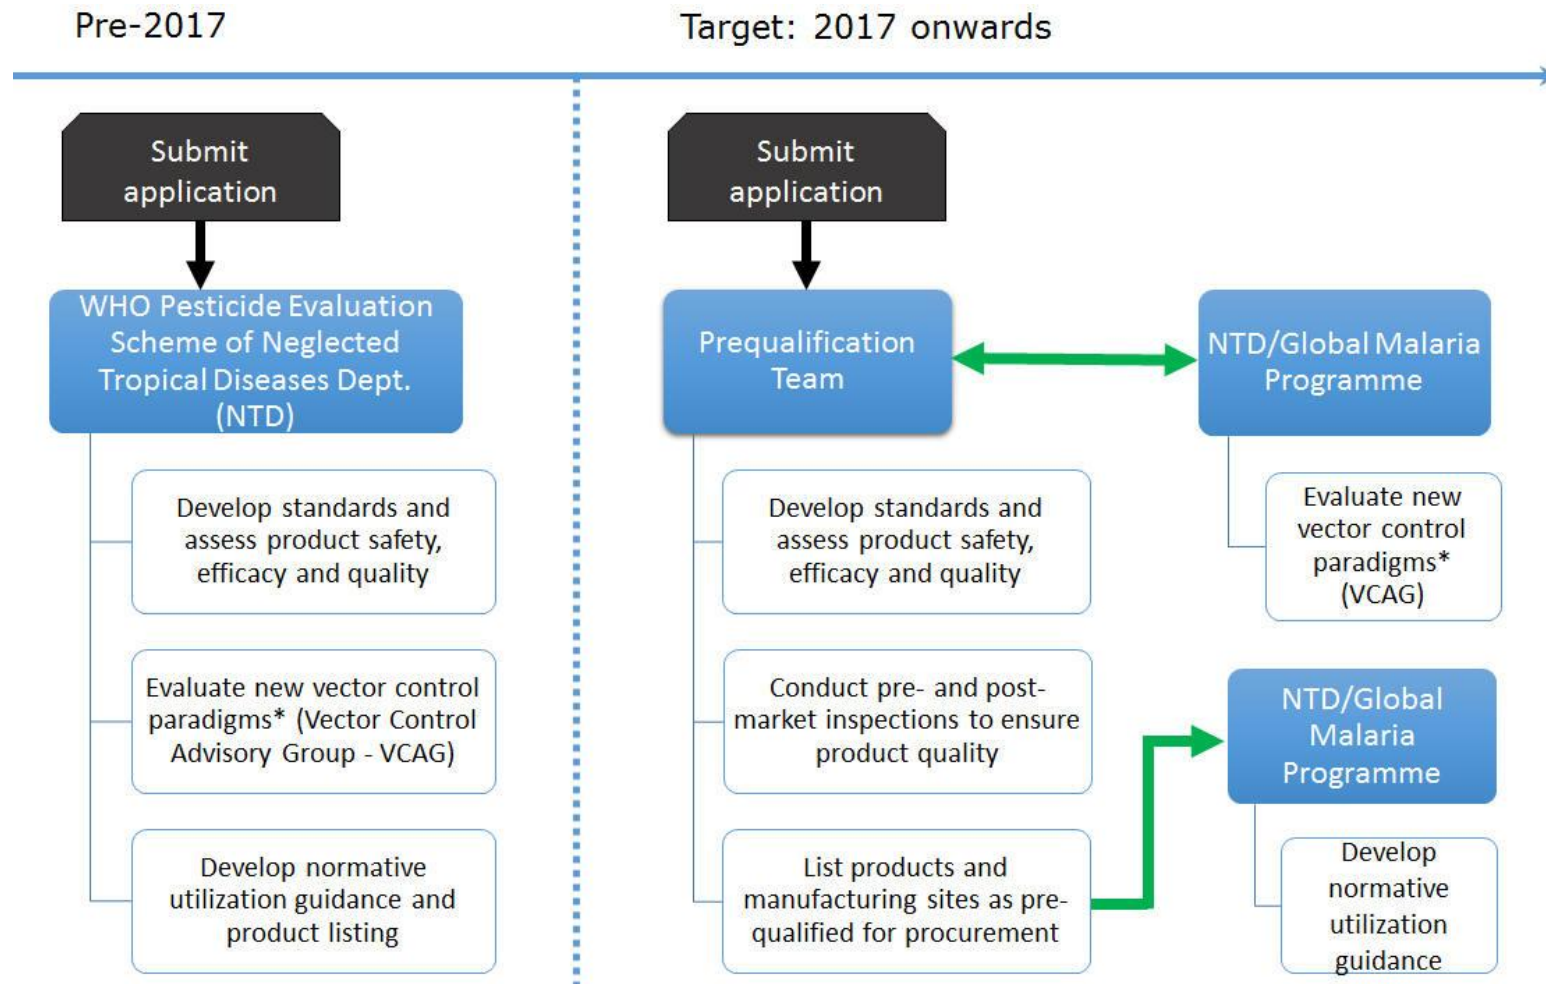 Pre-2017
Target: 2017 onwards
Submit
application
WHO Pesticide Evaluation
Scheme of Neglected
Tropical Diseases Dept.
(NTD)
Develop standards and
assess product safety,
efficacy and quality
Evaluate new vector control
paradigms* (Vector Control
Advisory Group - VCAG)
Develop normative
utilization guidance and
product listing
Submit
application
Prequalification
Team
Develop standards and
assess product safety,
efficacy and quality
Conduct pre- and post-
market inspections to ensure
product quality
List products and
manufacturing sites as pre-
qualified for procurement
NTD/Global Malaria
Programme
Evaluate new
vector control
paradigms*
(VCAG)
NTD/Global
Malaria
Programme
Develop
normative
utilization
guidance